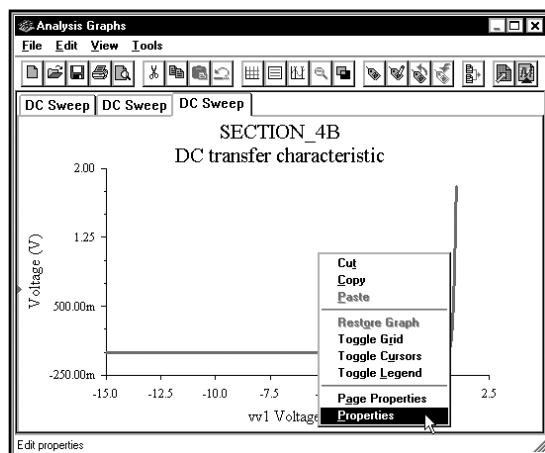 Analysis Graphs
File Edit View Tools
DC Sweep DC Sweep DC Sweep
SECTION_4B
DC transfer characteristic
2.00
1.25
500.00m
-250.00m
Voltage (V)
-15.0 -12.5 -10.0 -7.5 -5.0 2.5
vv1 Voltage
Cut
Copy
Paste
Restore Graph
Toggle Grid
Toggle Cursors
Toggle Legend
Page Properties
Properties
Edit properties